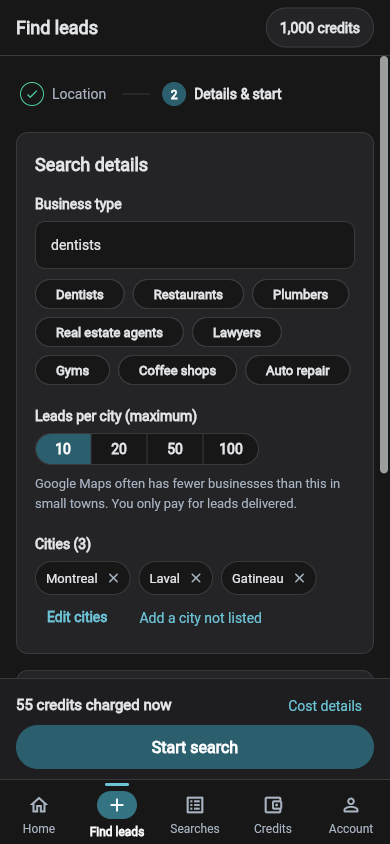 Find leads
1,000 credits
Location
2
Details & start
Search details
Business type
dentists
Dentists
Restaurants
Plumbers
Real estate agents
Lawyers
Gyms
Coffee shops
Auto repair
Leads per city (maximum)
10
20
50
100
Google Maps often has fewer businesses than this in
small towns. You only pay for leads delivered.
Cities (3)
Montreal
Laval
Gatineau
Edit cities
Add a city not listed
55 credits charged now
Cost details
Start search
Home
Find leads
Searches
Credits
Account